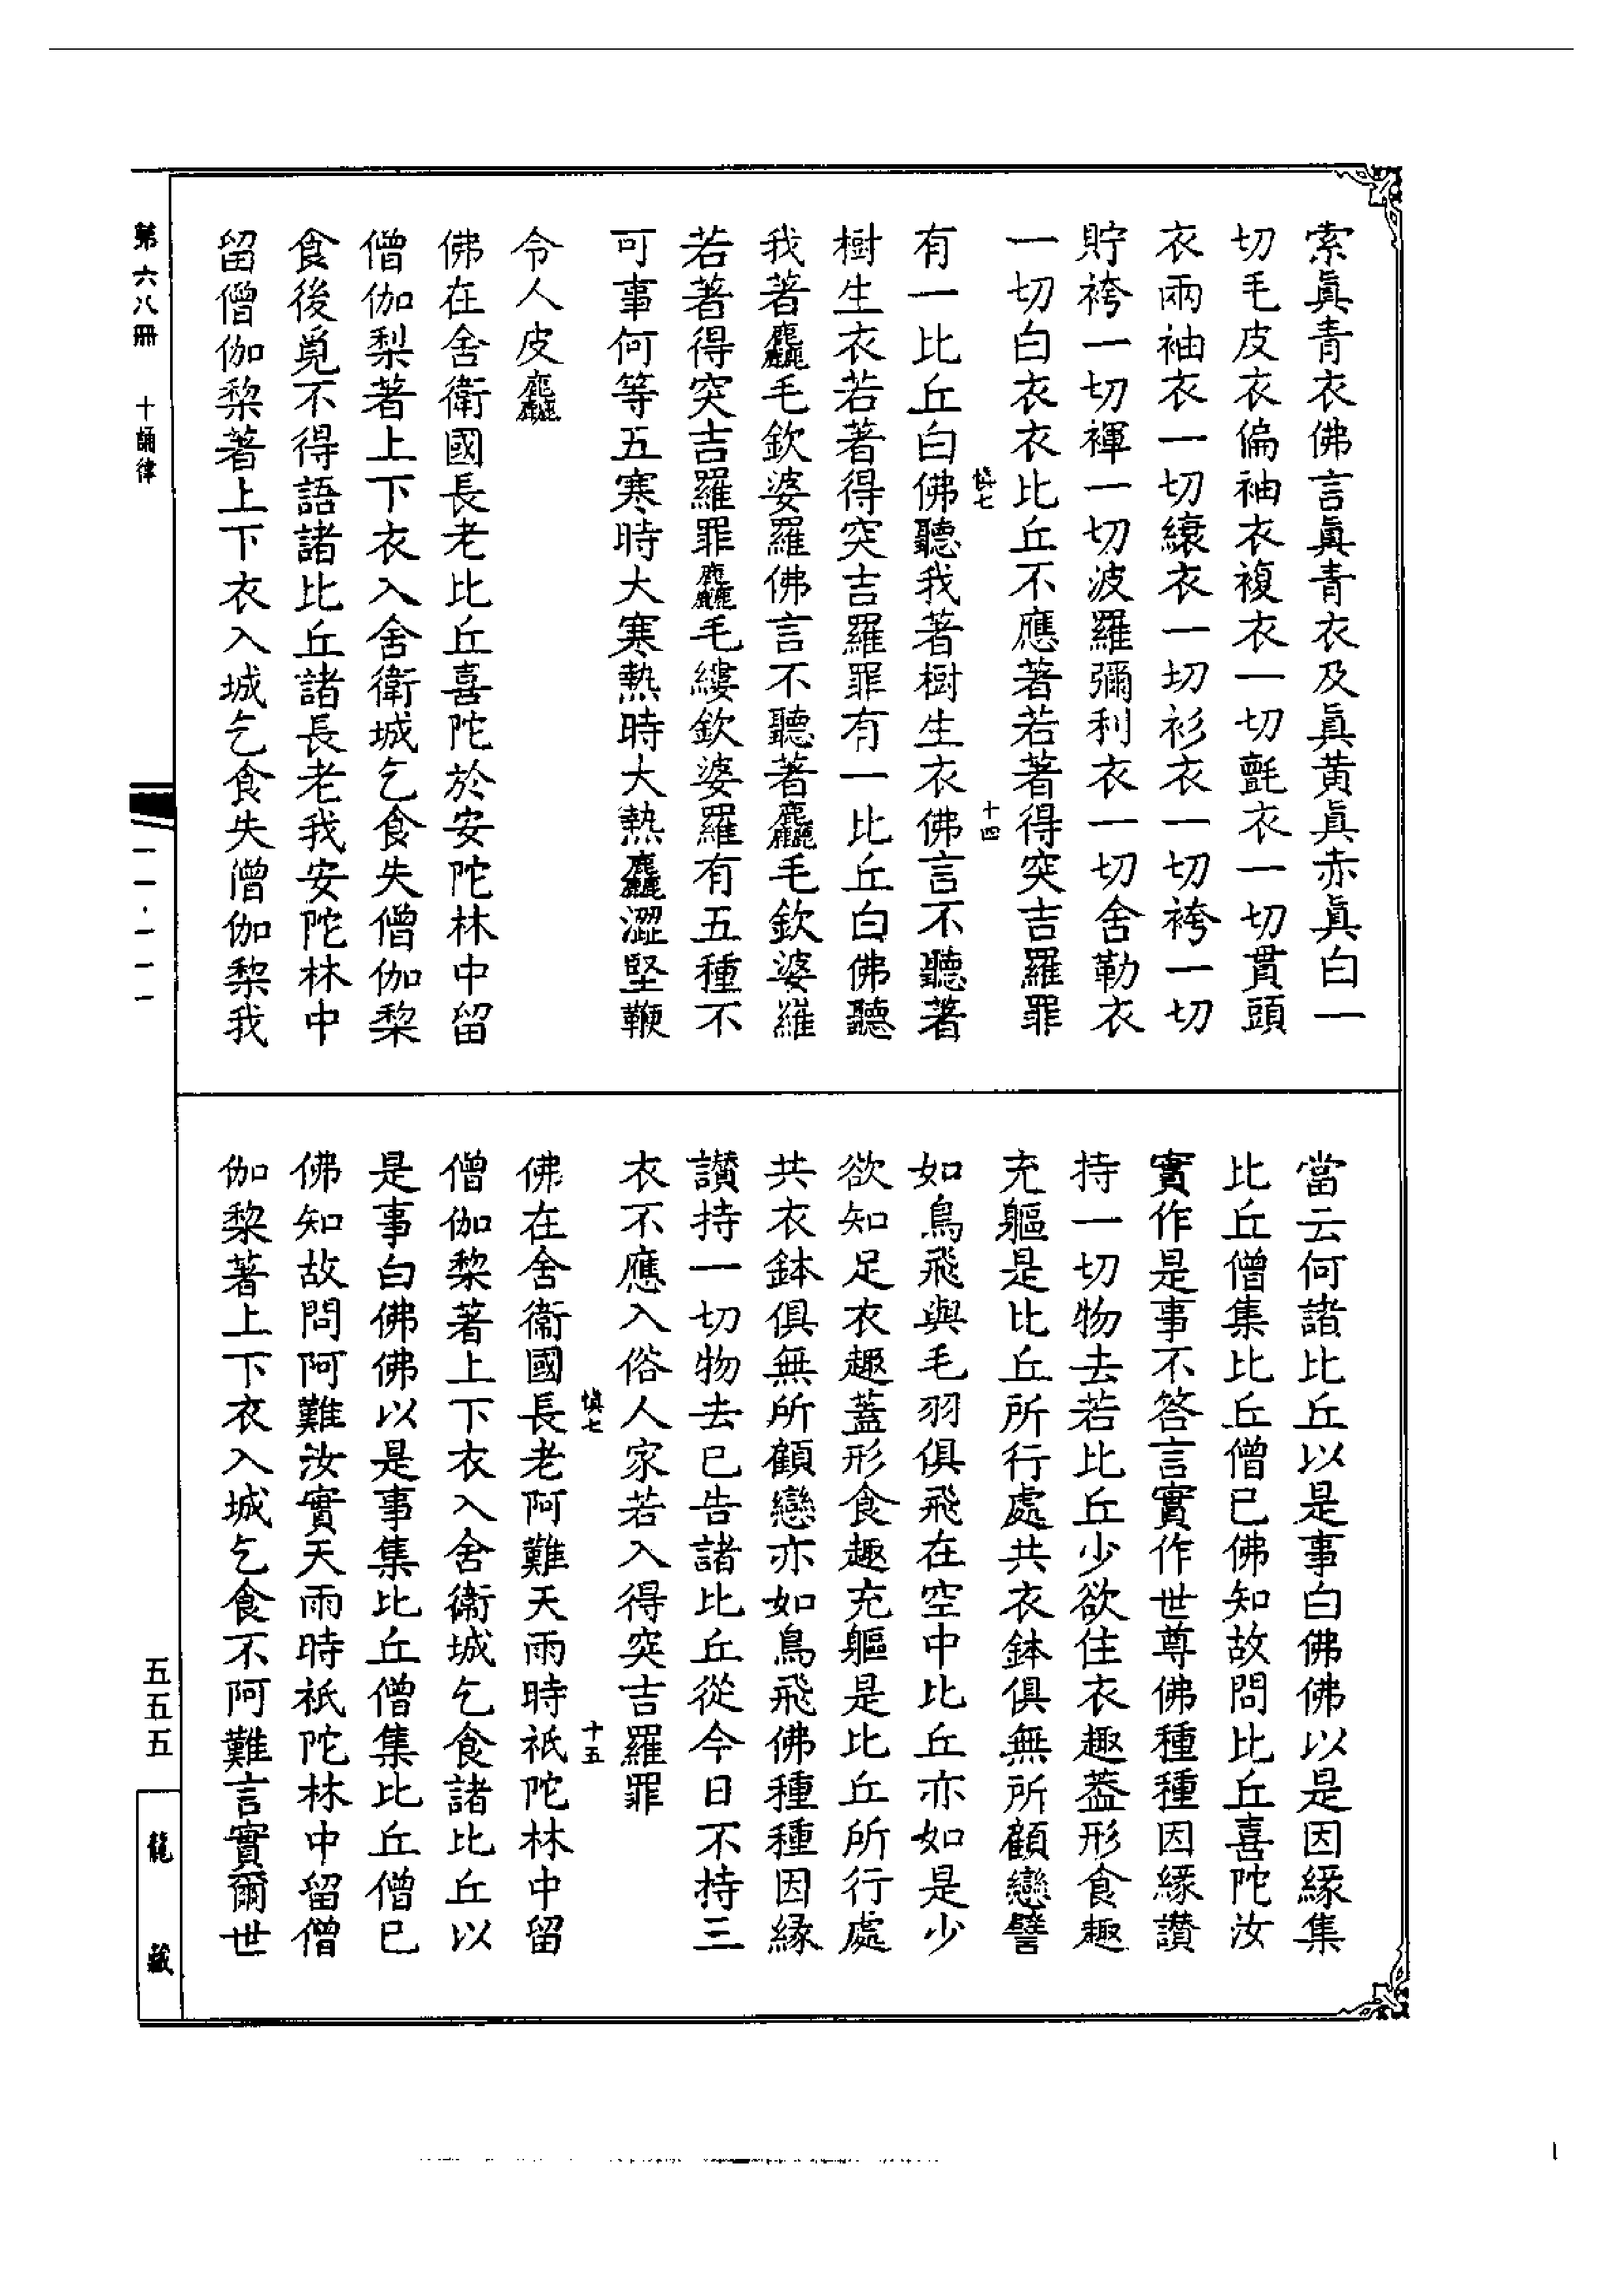 索眞青衣佛言眞青衣及眞黃眞赤眞白一
切毛皮衣偏袖衣複衣一切氈衣一切貫頭
衣兩袖衣一切繞衣一切衫衣一切袴一切
貯袴一切褌一切波羅彌利衣一切舍勒衣
一切白衣衣比丘不應著若著得突吉羅罪
愼七
十四
有一比丘白佛聽我著樹生衣佛言不聽著
樹生衣若著得突吉羅罪有一比丘白佛聽
我著麤毛欽婆羅佛言不聽著麤毛欽婆羅
若著得突吉羅罪麤毛縷欽婆羅有五種不
可事何等五寒時大寒熱時大熱麤澀堅鞕
令人皮麤
佛在舍衛國長老比丘喜陀於安陀林中留
僧伽梨著上下衣入舍衛城乞食失僧伽梨
食後覓不得語諸比丘諸長老我安陀林中
留僧伽梨著上下衣入城乞食失僧伽梨我
當云何諸比丘以是事白佛佛以是因緣集
比丘僧集比丘僧已佛知故問比丘喜陀汝
實作是事不答言實作世尊佛種種因緣讚
持一切物去若比丘少欲住衣趣蓋形食趣
充軀是比丘所行處共衣鉢俱無所顧戀譬
如鳥飛與毛羽俱飛在空中比丘亦如是少
欲知足衣趣蓋形食趣充軀是比丘所行處
共衣鉢俱無所顧戀亦如鳥飛佛種種因緣
讚持一切物去已告諸比丘從今日不持三
衣不應入俗人家若入得突吉羅罪
愼七
十五
佛在舍衛國長老阿難天雨時祇陀林中留
僧伽梨著上下衣入舍衛城乞食諸比丘以
是事白佛佛以是事集比丘僧集比丘僧已
佛知故問阿難汝實天雨時祇陀林中留僧
伽梨著上下衣入城乞食不阿難言實爾世
第六八冊　十誦律
一一·一一一
五五五
龍藏